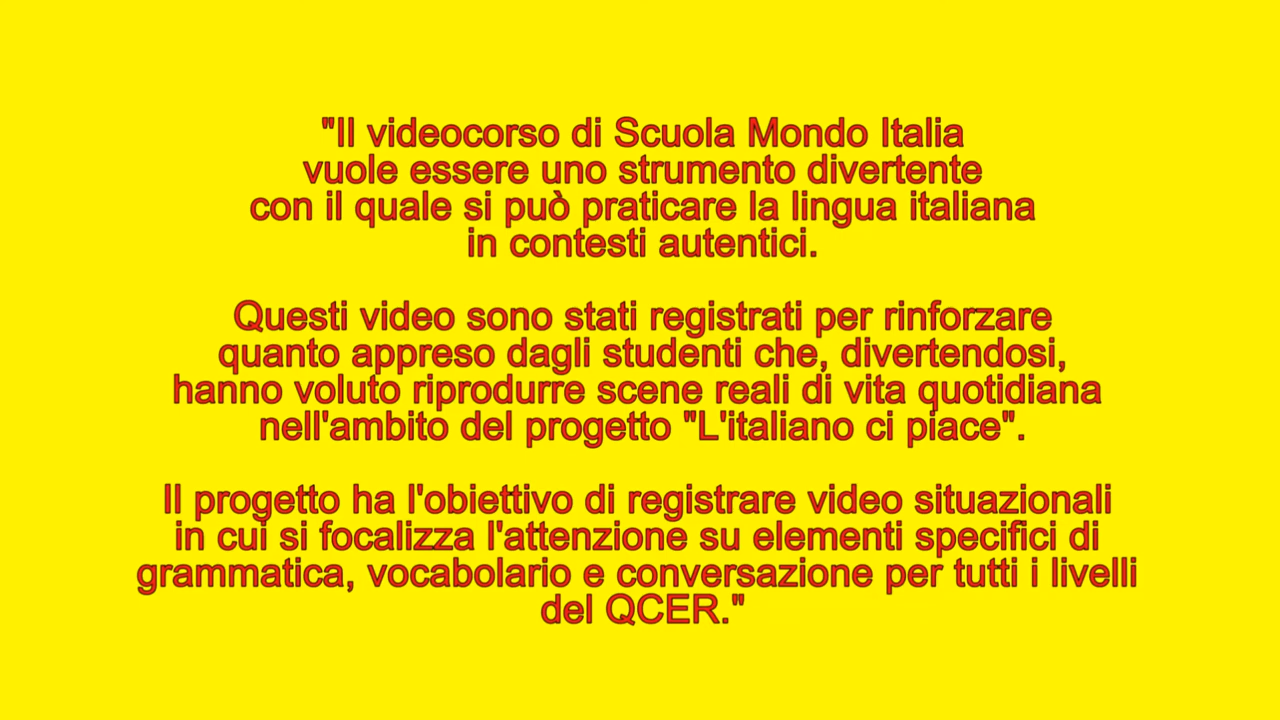 "Il videocorso di Scuola Mondo Italia
vuole essere uno strumento divertente
con il quale si può praticare la lingua italiana
in contesti autentici.
Questi video sono stati registrati per rinforzare
quanto appreso dagli studenti che, divertendosi,
hanno voluto riprodurre scene reali di vita quotidiana
nell'ambito del progetto "L'italiano ci piace".
Il progetto ha l'obiettivo di registrare video situazionali
in cui si focalizza l'attenzione su elementi specifici di
grammatica, vocabolario e conversazione per tutti i livelli
del QCER."